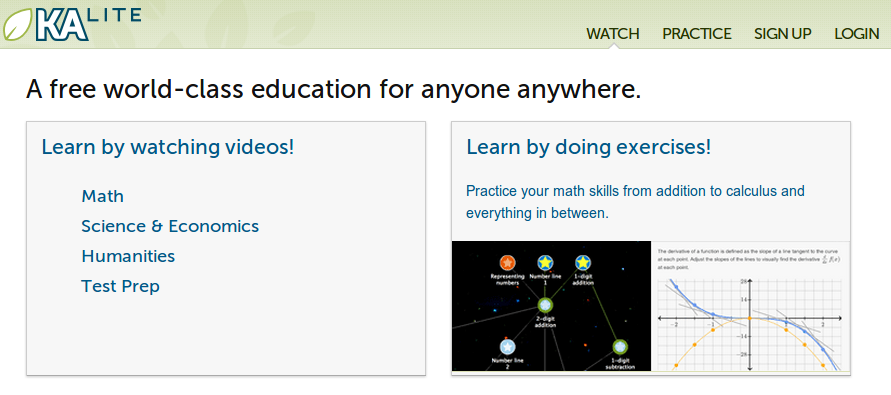 KA LITE
WATCH PRACTICE SIGN UP LOGIN
A free world-class education for anyone anywhere.
Learn by watching videos!
Math
Science & Economics
Humanities
Test Prep
Learn by doing exercises!
Practice your math skills from addition to calculus and
everything in between.
Representing
numbers
Number line
1
1-digit
addition
2-digit
addition
Number line
2
1-digit
subtraction
The derivative of a function is defined as the slope of a line tangent to the curve
at each point. Adjust the slopes of the lines to visually find the derivative d/dx f(x)
at each point.
28
14
-2
-1
1
2
-14
-28